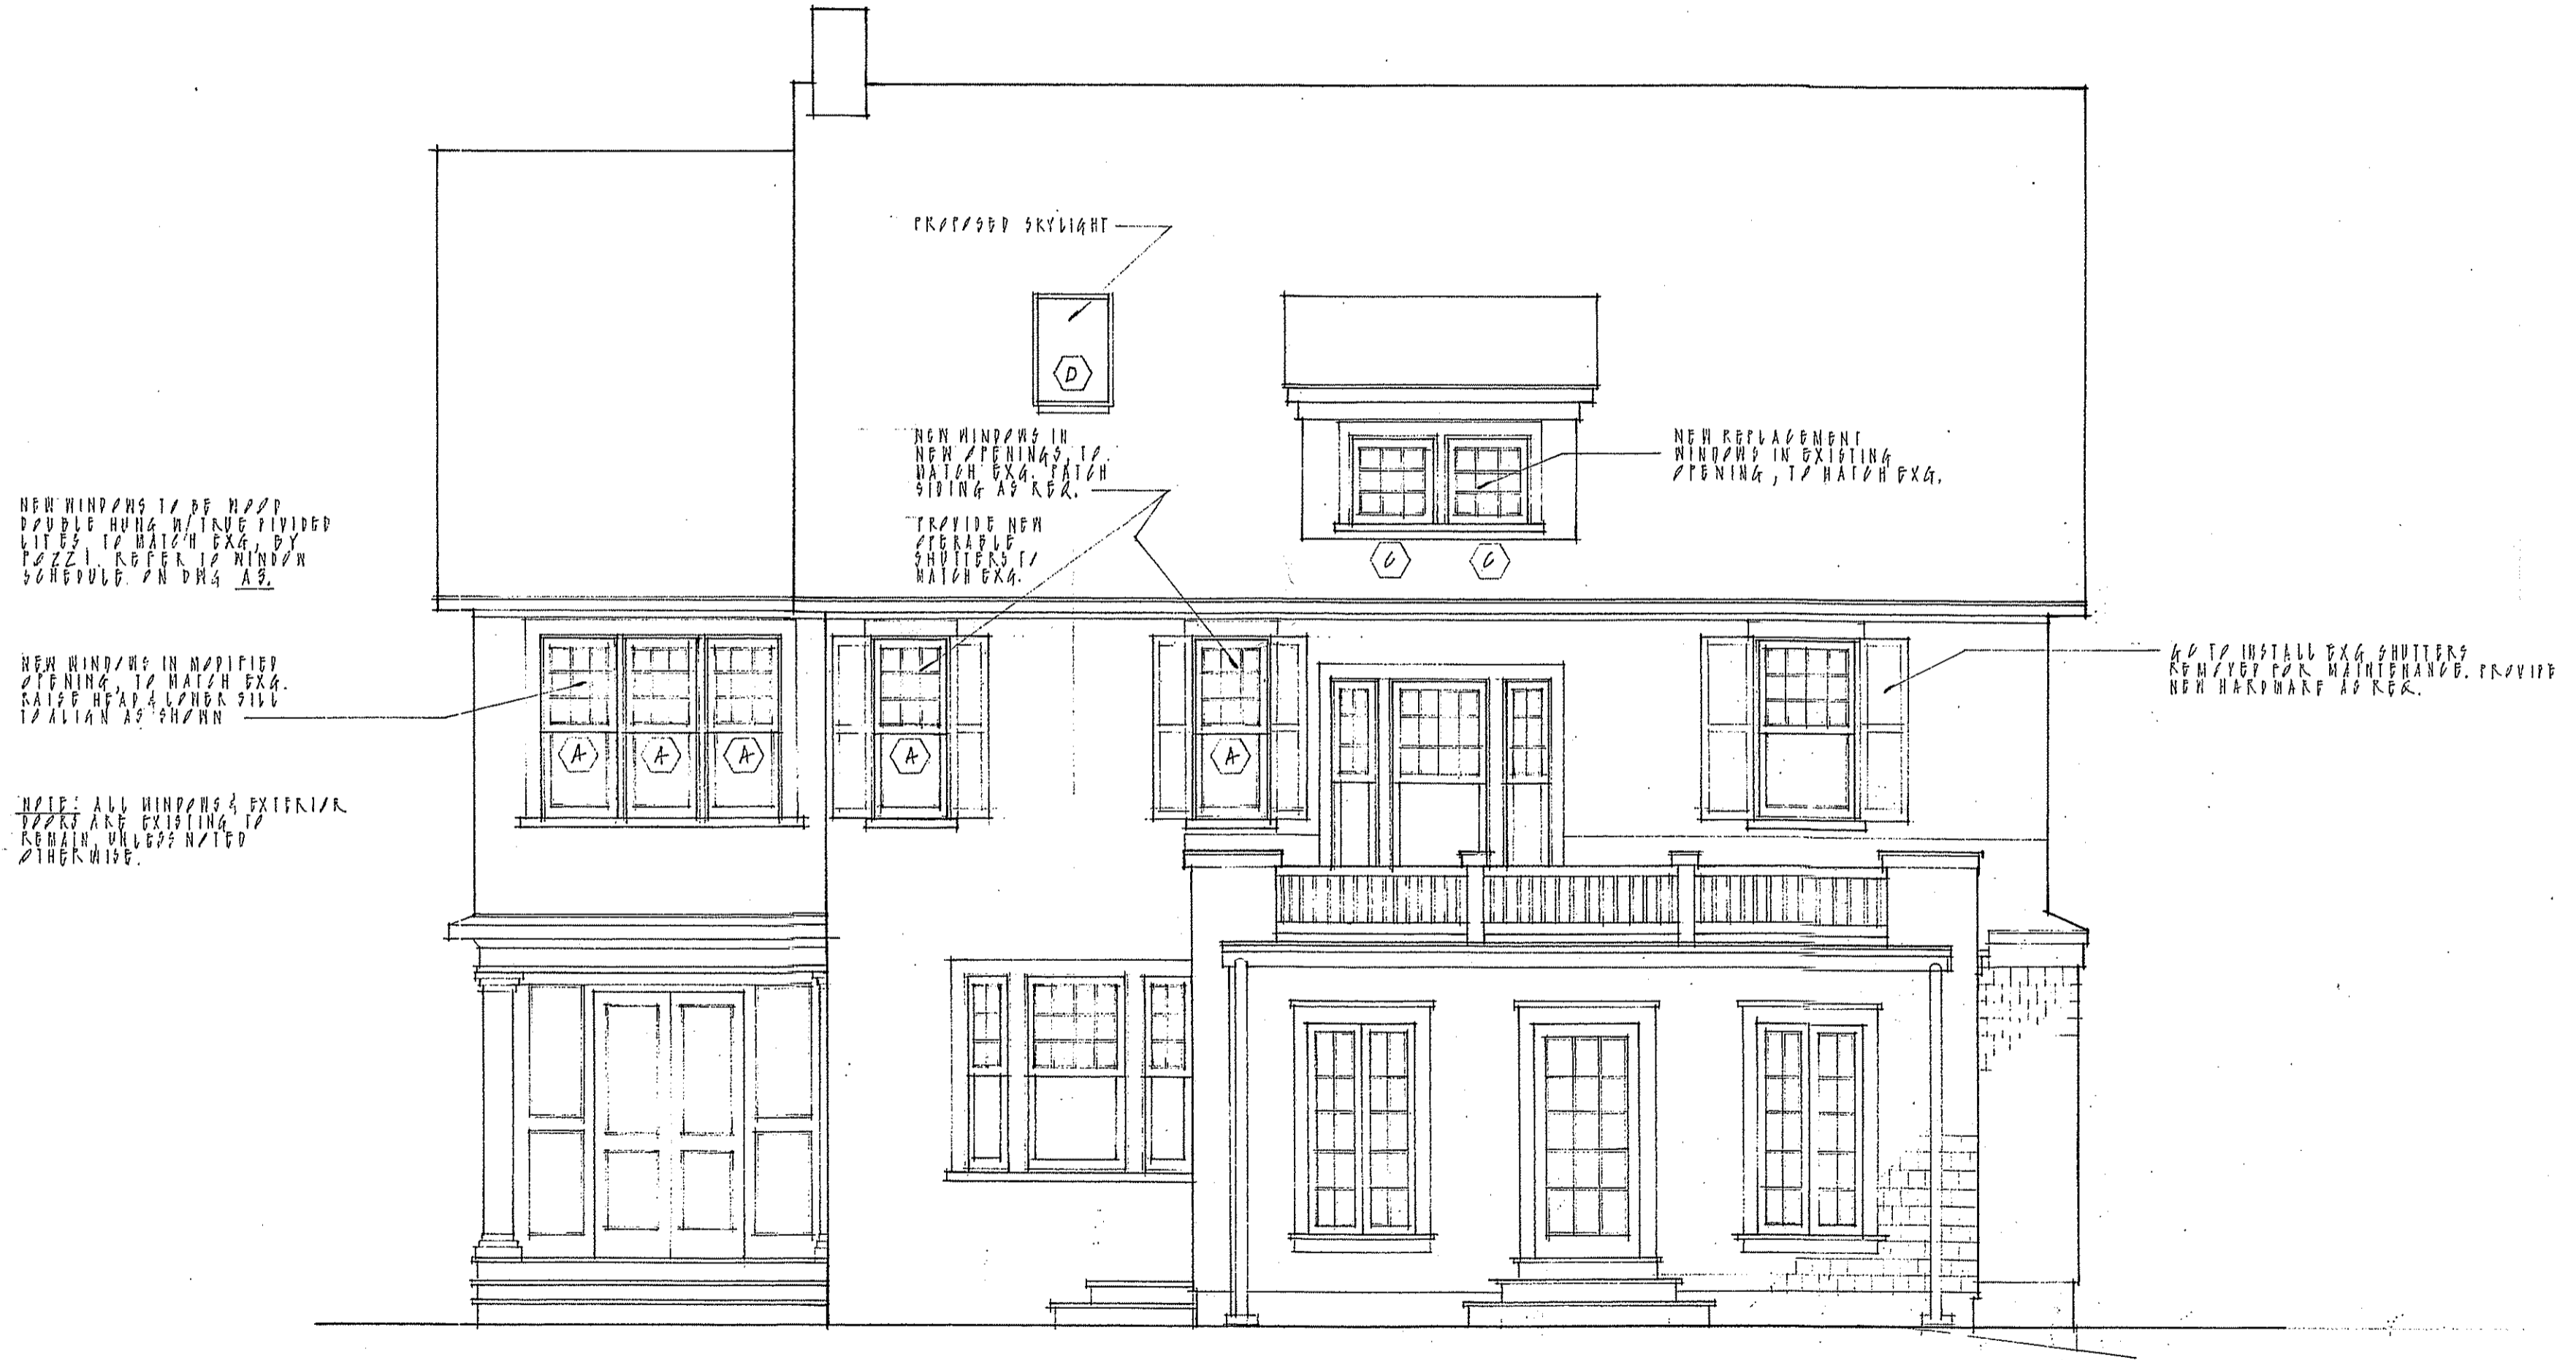 PROPOSED SKYLIGHT
D
NEW WINDOWS IN
NEW OPENINGS, TO
MATCH EXG. PATCH
SIDING AS REQ.
PROVIDE NEW
OPERABLE
SHUTTERS TO
MATCH EXG.
NEW REPLACEMENT
WINDOWS IN EXISTING
OPENING, TO MATCH EXG.
C
C
NEW WINDOWS TO BE WOOD
DOUBLE HUNG W/TRUE DIVIDED
LITES TO MATCH EXG, BY
POZZI. REFER TO WINDOW
SCHEDULE ON DWG A3.
NEW WINDOWS IN MODIFIED
OPENING, TO MATCH EXG.
RAISE HEAD & LOWER SILL
TO ALIGN AS SHOWN
A
A
A
A
A
GC TO INSTALL EXG SHUTTERS
REMOVED FOR MAINTENANCE. PROVIDE
NEW HARDWARE AS REQ.
NOTE: ALL WINDOWS & EXTERIOR
DOORS ARE EXISTING TO
REMAIN, UNLESS NOTED
OTHERWISE.